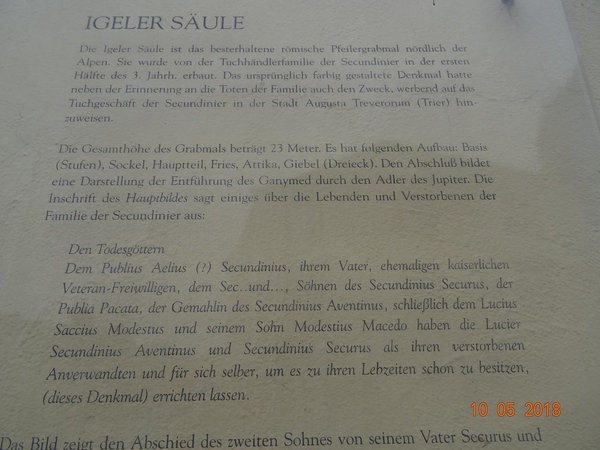 IGELER SÄULE
Die Igeler Säule ist das besterhaltene römische Pfeilergrabmal nördlich der
Alpen. Sie wurde von der Tuchhändlerfamilie der Secundinier in der ersten
Hälfte des 3. Jahrh. erbaut. Das ursprünglich farbig gestaltete Denkmal hatte
neben der Erinnerung an die Toten der Familie auch den Zweck, werbend auf das
Tuchgeschäft der Secundinier in der Stadt Augusta Treverorum (Trier) hin-
zuweisen.
Die Gesamthöhe des Grabmals beträgt 23 Meter. Es hat folgenden Aufbau: Basis
(Stufen), Sockel, Hauptteil, Fries, Attika, Giebel (Dreieck). Den Abschluß bildet
eine Darstellung der Entführung des Ganymed durch den Adler des Jupiter. Die
Inschrift des Hauptbildes sagt einiges über die Lebenden und Verstorbenen der
Familie der Secundinier aus:
Den Todesgöttern
Dem Publius Aelius (?) Secundinius, ihrem Vater, ehemaligen kaiserlichen
Veteran-Freiwilligen, dem Sec..und..., Söhnen des Secundinius Securus, der
Publia Pacata, der Gemahlin des Secundinius Aventinus, schließlich dem Lucius
Saccius Modestus und seinem Sohn Modestius Macedo haben die Lucier
Secundinius Aventinus und Secundinius Securus als ihren verstorbenen
Anverwandten und für sich selber, um es zu ihren Lebzeiten schon zu besitzen,
(dieses Denkmal) errichten lassen.
Das Bild zeigt den Abschied des zweiten Sohnes von seinem Vater Securus und
10 05 2018